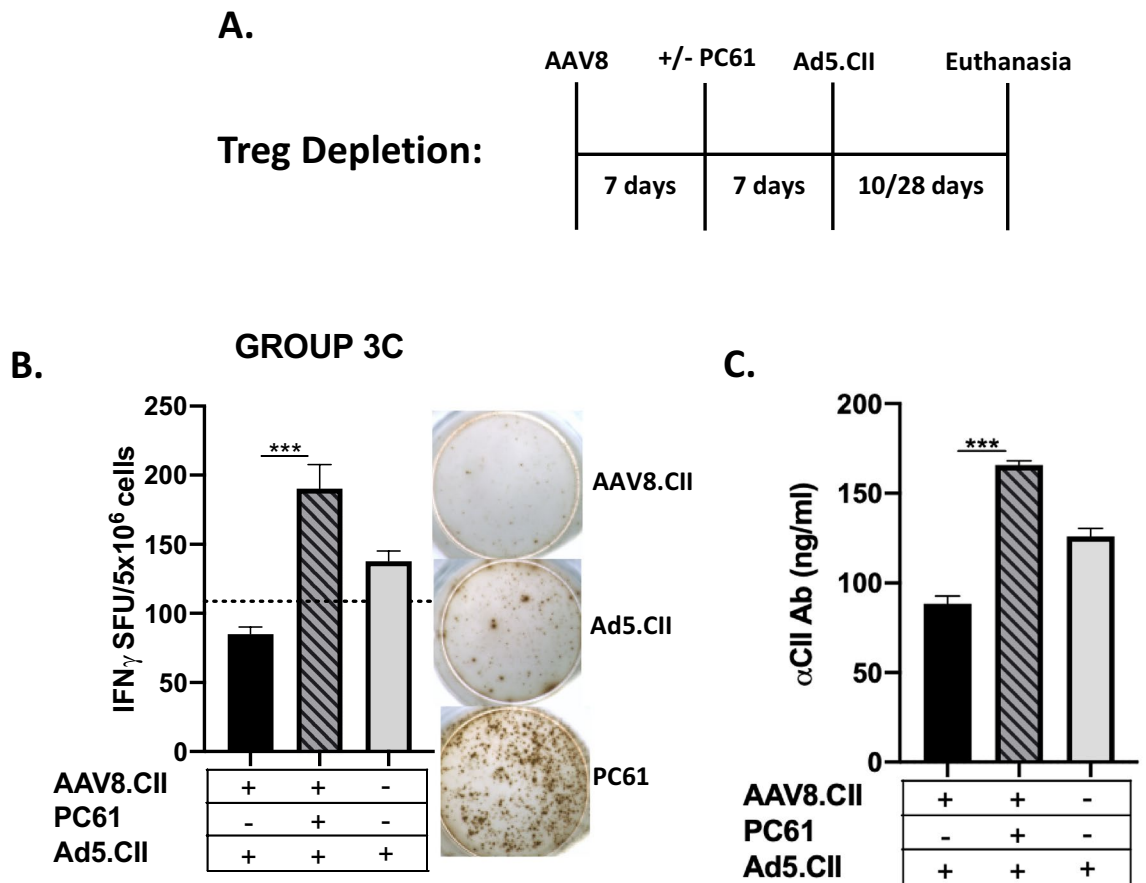 A.
AAV8 +/- PC61 Ad5.CII Euthanasia
Treg Depletion:
7 days 7 days 10/28 days
GROUP 3C
B.
IFNγ SFU/5x10⁶ cells
250
200
150
100
50
0
***
AAV8.CII
Ad5.CII
PC61
AAV8.CII + + -
PC61 - + -
Ad5.CII + + +
C.
αCII Ab (ng/ml)
200
150
100
50
0
***
AAV8.CII + + -
PC61 - + -
Ad5.CII + + +